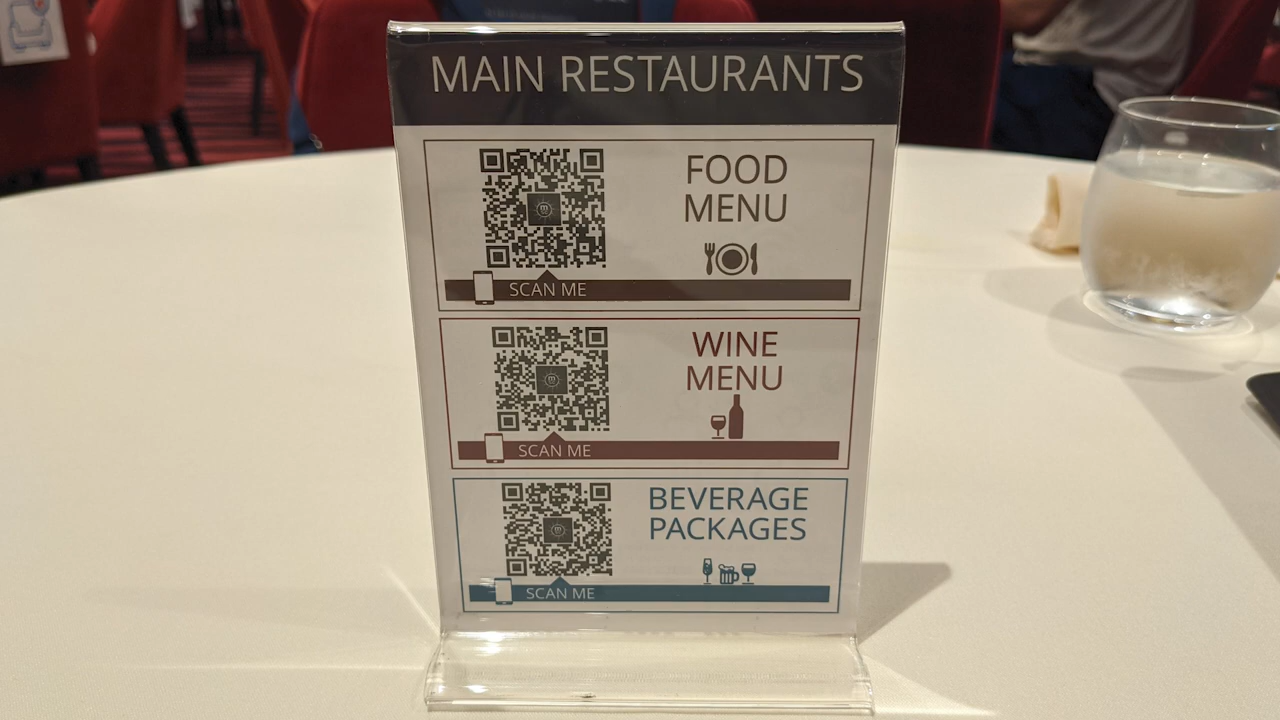 MAIN RESTAURANTS
FOOD
MENU
SCAN ME
WINE
MENU
SCAN ME
BEVERAGE
PACKAGES
SCAN ME